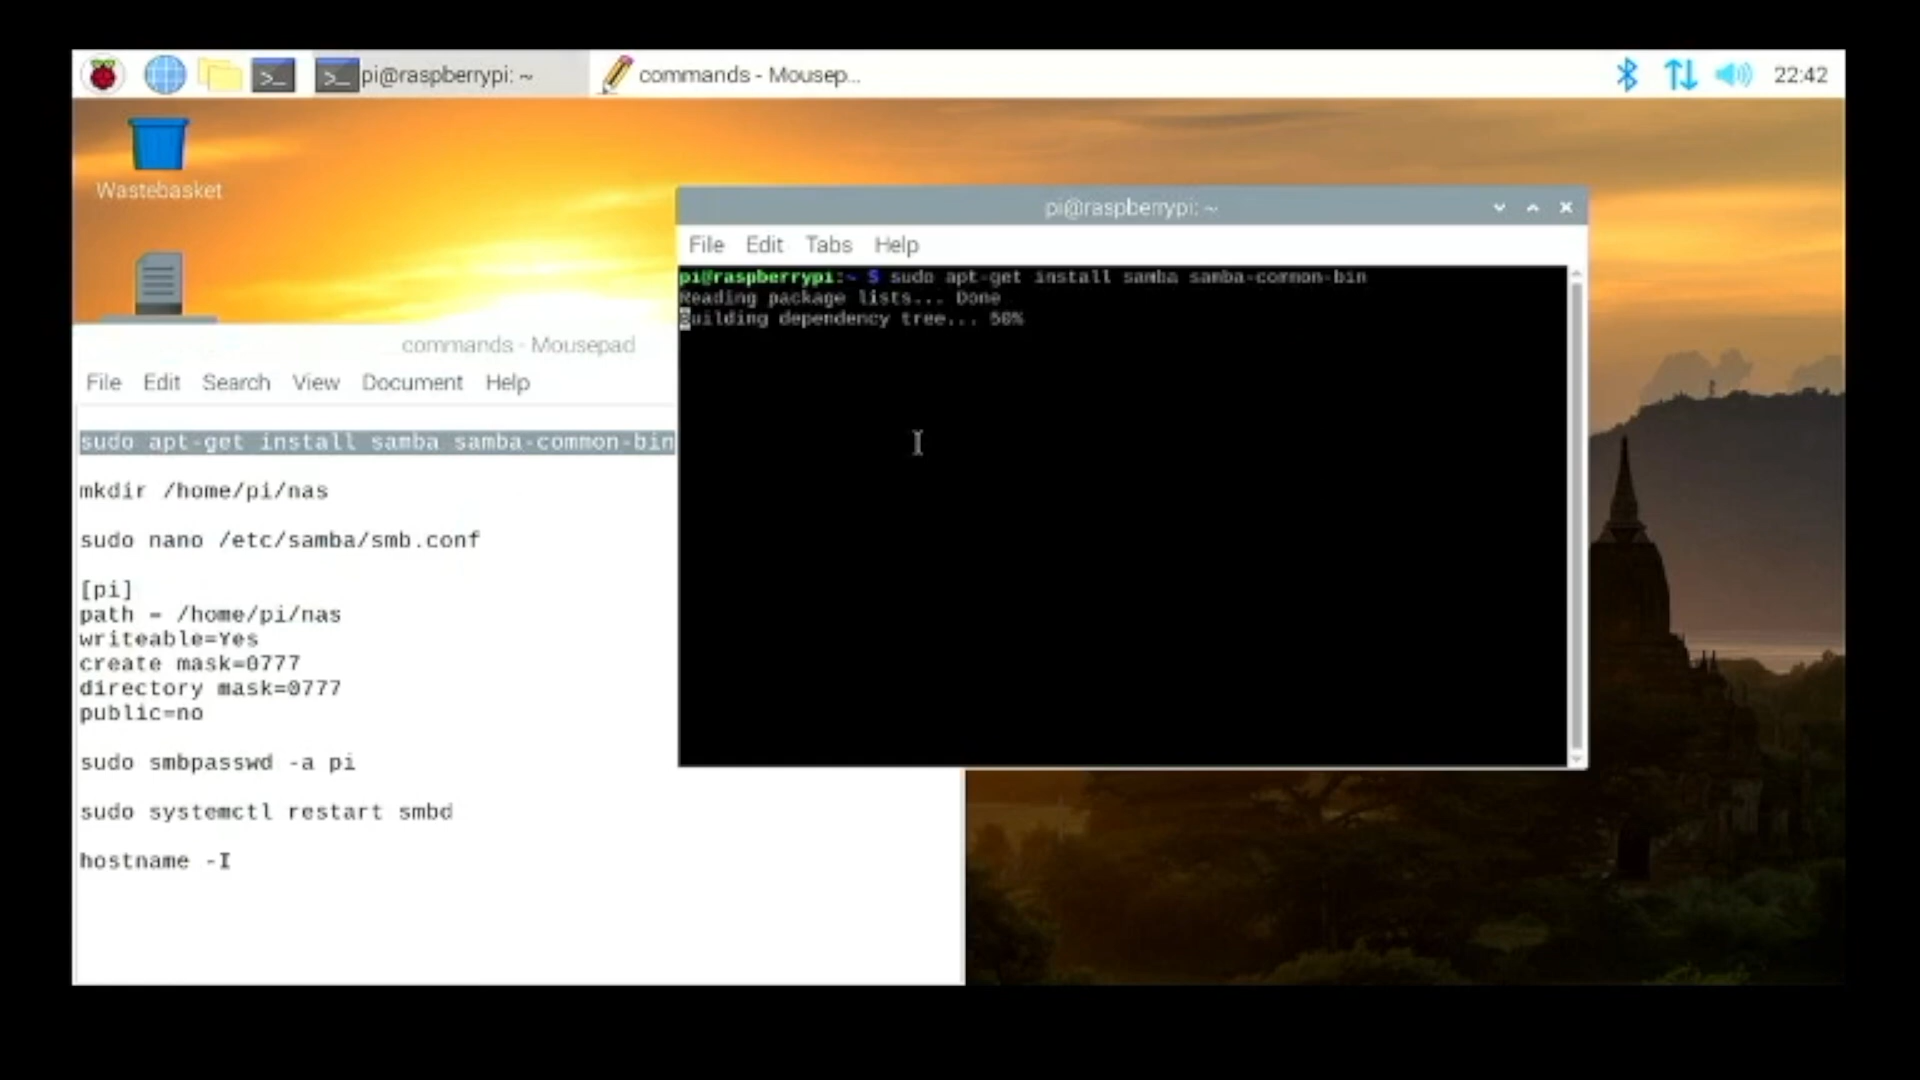 pi@raspberrypi: ~
commands - Mousep...
22:42
Wastebasket
pi@raspberrypi: ~
File Edit Tabs Help
pi@raspberrypi:~ $ sudo apt-get install samba samba-common-bin
Reading package lists... Done
Building dependency tree... 50%
commands - Mousepad
File Edit Search View Document Help
sudo apt-get install samba samba-common-bin
mkdir /home/pi/nas
sudo nano /etc/samba/smb.conf
[pi]
path = /home/pi/nas
writeable=Yes
create mask=0777
directory mask=0777
public=no
sudo smbpasswd -a pi
sudo systemctl restart smbd
hostname -I